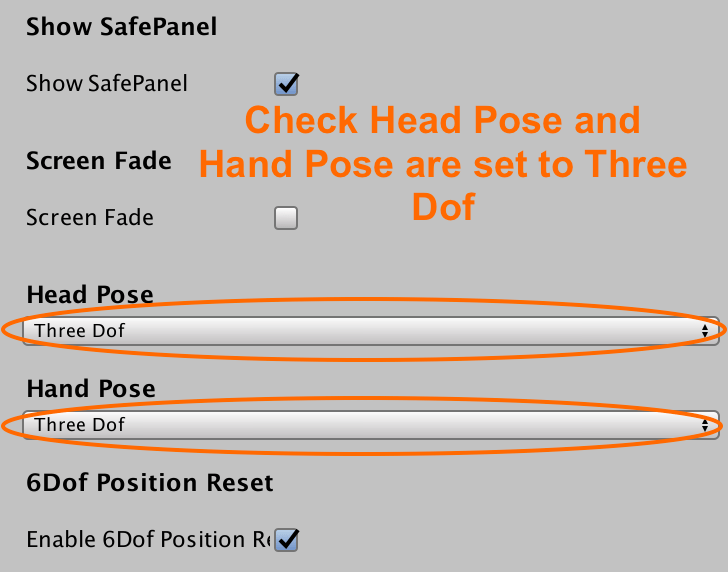 Show SafePanel
Show SafePanel
Check Head Pose and
Hand Pose are set to Three
Dof
Screen Fade
Screen Fade
Head Pose
Three Dof
Hand Pose
Three Dof
6Dof Position Reset
Enable 6Dof Position Re